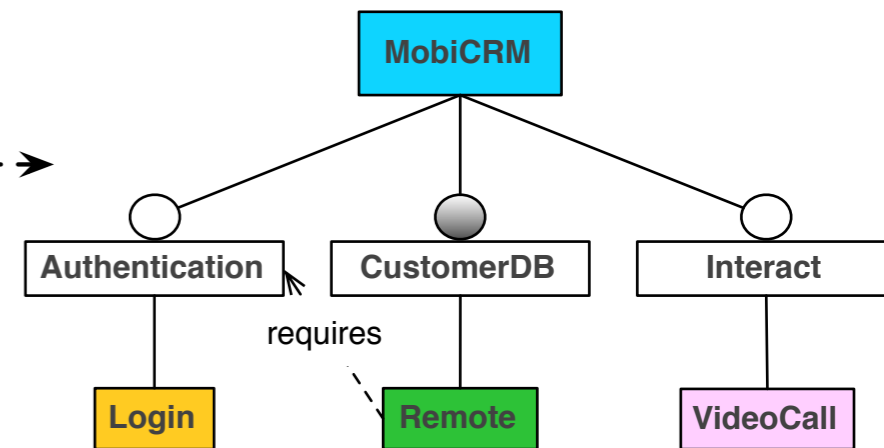 MobiCRM
Authentication
CustomerDB
Interact
requires
Login
Remote
VideoCall